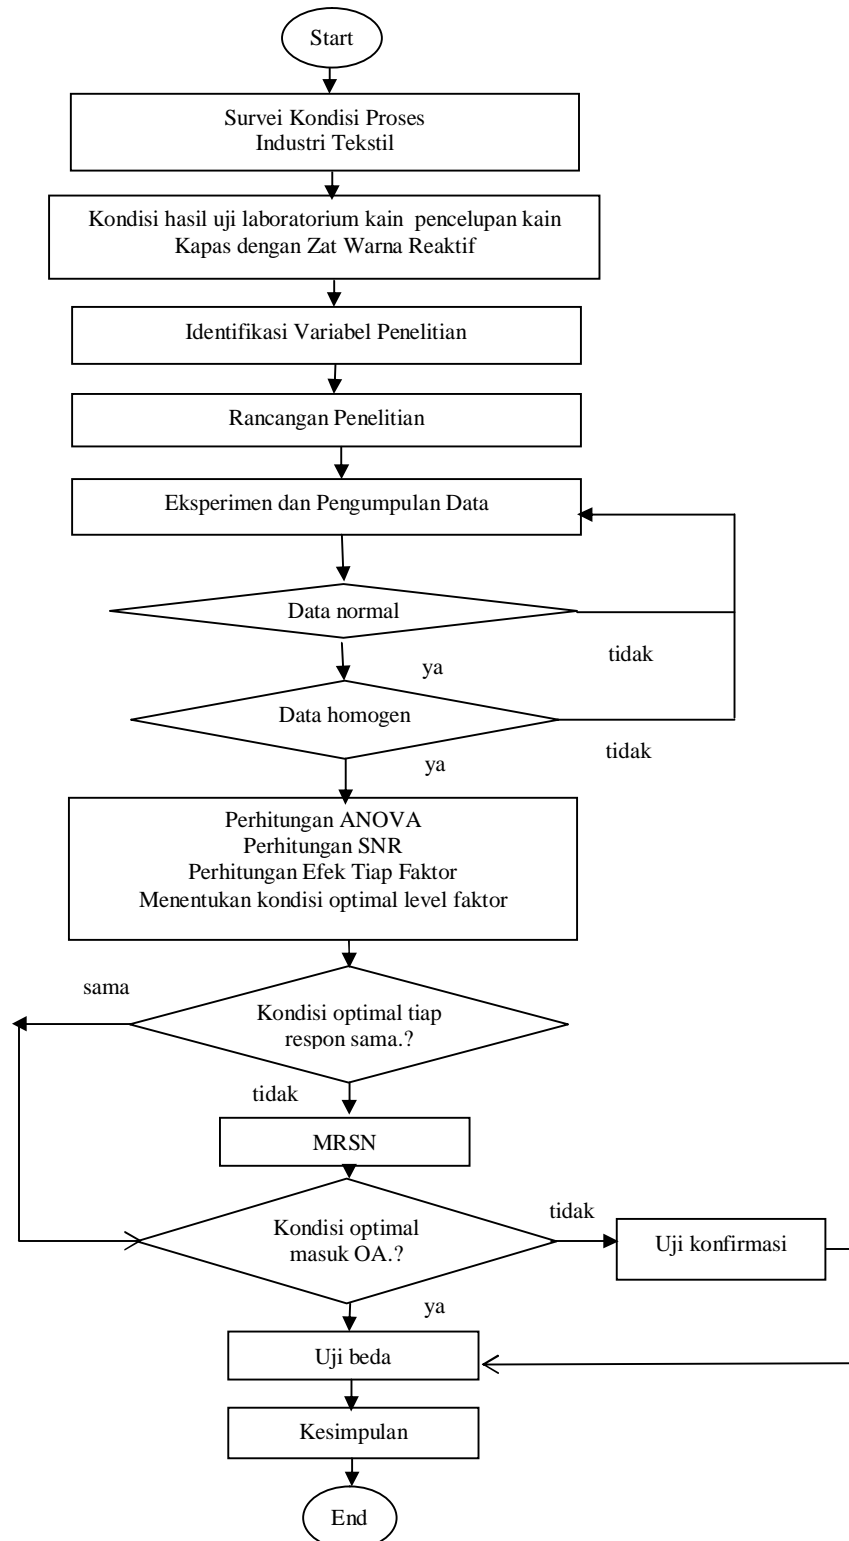 Start
Survei Kondisi Proses
Industri Tekstil
Kondisi hasil uji laboratorium kain pencelupan kain
Kapas dengan Zat Warna Reaktif
Identifikasi Variabel Penelitian
Rancangan Penelitian
Eksperimen dan Pengumpulan Data
Data normal
tidak
ya
Data homogen
tidak
ya
Perhitungan ANOVA
Perhitungan SNR
Perhitungan Efek Tiap Faktor
Menentukan kondisi optimal level faktor
sama
Kondisi optimal tiap
respon sama.?
tidak
MRSN
Kondisi optimal
masuk OA.?
tidak
Uji konfirmasi
ya
Uji beda
Kesimpulan
End